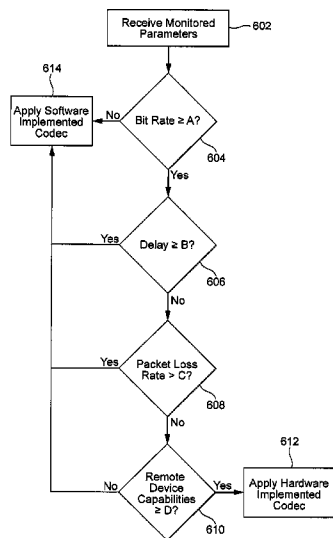 Receive Monitored
Parameters
602
614
Apply Software
Implemented
Codec
No
Bit Rate ≥ A?
604
Yes
Yes
Delay ≥ B?
606
No
Yes
Packet Loss
Rate > C?
608
No
612
No
Remote
Device
Capabilities
≥ D?
Yes
Apply Hardware
Implemented
Codec
610